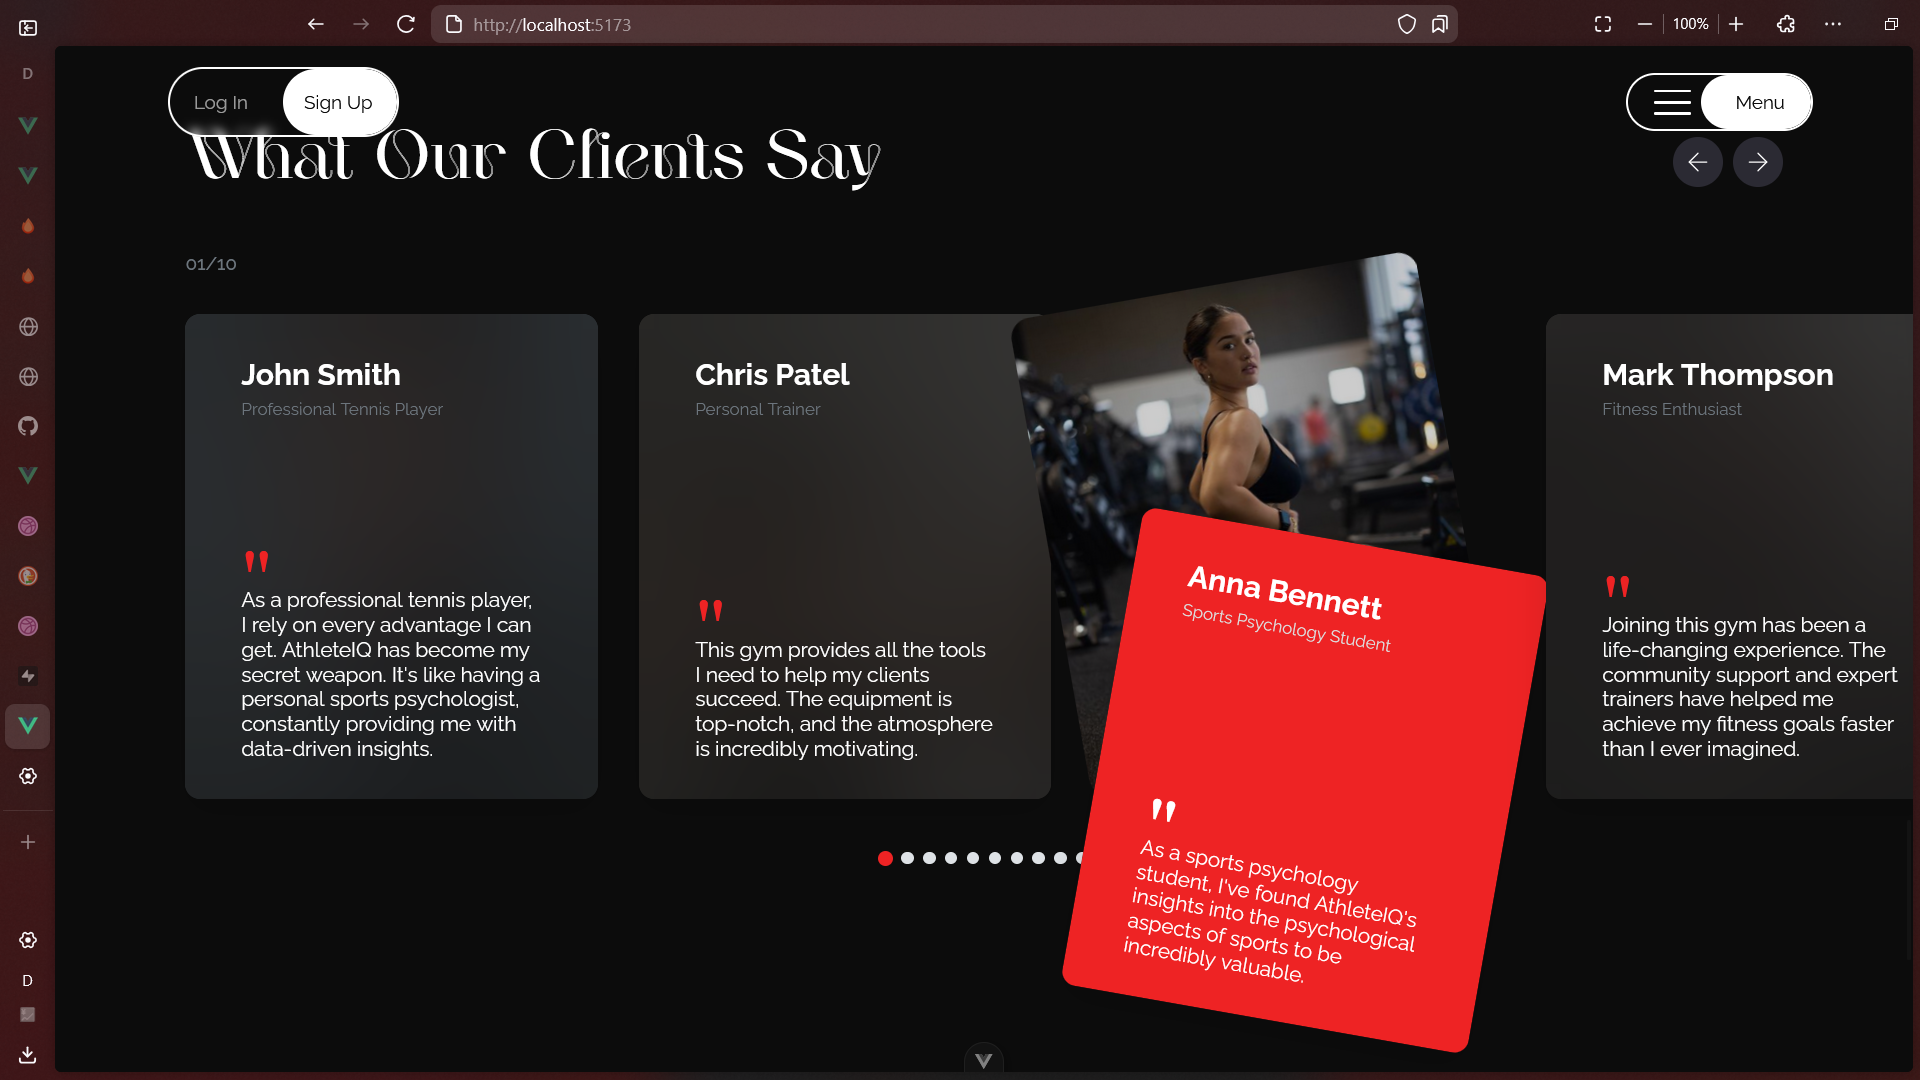 http://localhost:5173
100%
D
Log In
Sign Up
Menu
What Our Clients Say
01/10
John Smith
Professional Tennis Player
"
As a professional tennis player,
I rely on every advantage I can
get. AthleteIQ has become my
secret weapon. It's like having a
personal sports psychologist,
constantly providing me with
data-driven insights.
Chris Patel
Personal Trainer
"
This gym provides all the tools
I need to help my clients
succeed. The equipment is
top-notch, and the atmosphere
is incredibly motivating.
Anna Bennett
Sports Psychology Student
"
As a sports psychology
student, I've found AthleteIQ's
insights into the psychological
aspects of sports to be
incredibly valuable.
Mark Thompson
Fitness Enthusiast
"
Joining this gym has been a
life-changing experience. The
community support and expert
trainers have helped me
achieve my fitness goals faster
than I ever imagined.
D